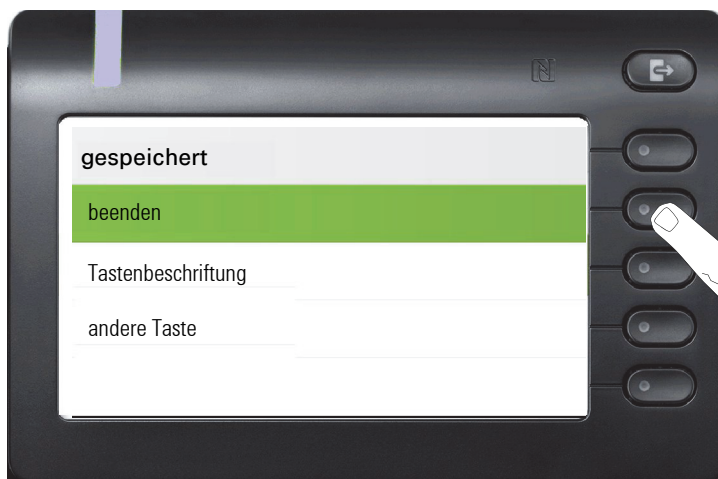 gespeichert
beenden
Tastenbeschriftung
andere Taste